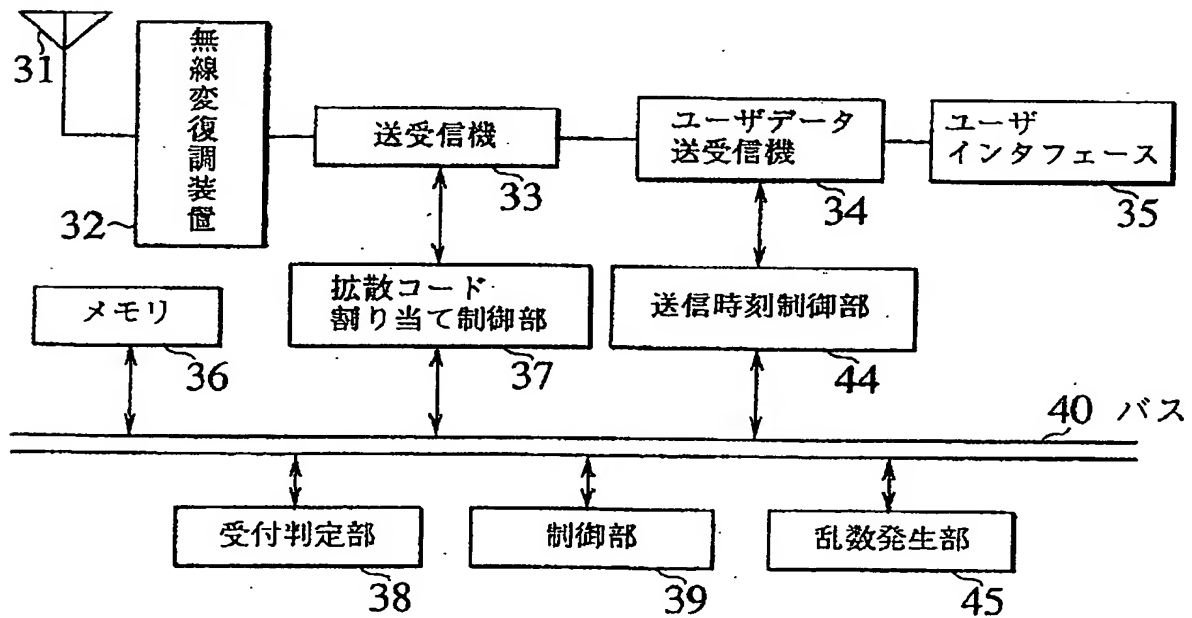 31
無線変復調装置
32
送受信機
33
ユーザデータ
送受信機
34
ユーザ
インタフェース
35
メモリ
36
拡散コード
割り当て制御部
37
送信時刻制御部
44
40 バス
受付判定部
38
制御部
39
乱数発生部
45